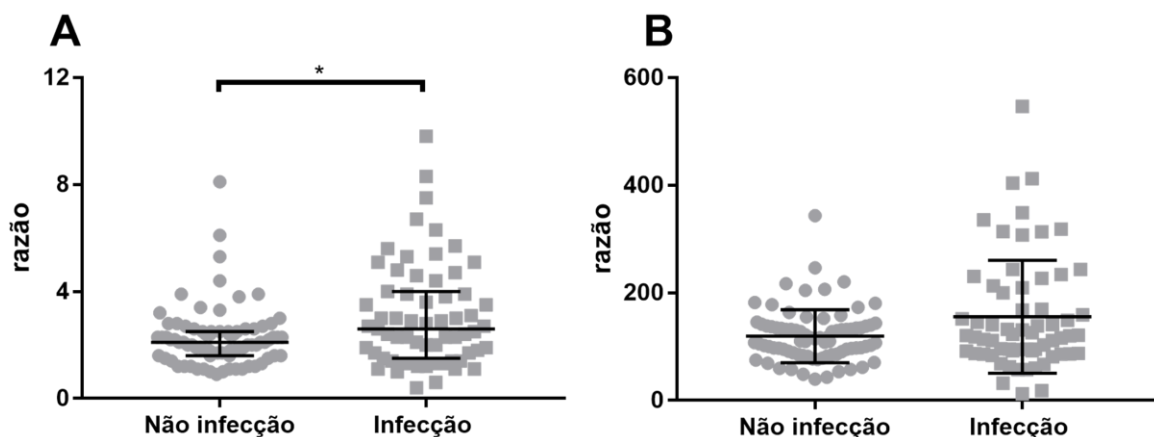 A
razão
12
8
4
0
*
Não infecção
Infecção
B
razão
600
400
200
0
Não infecção
Infecção